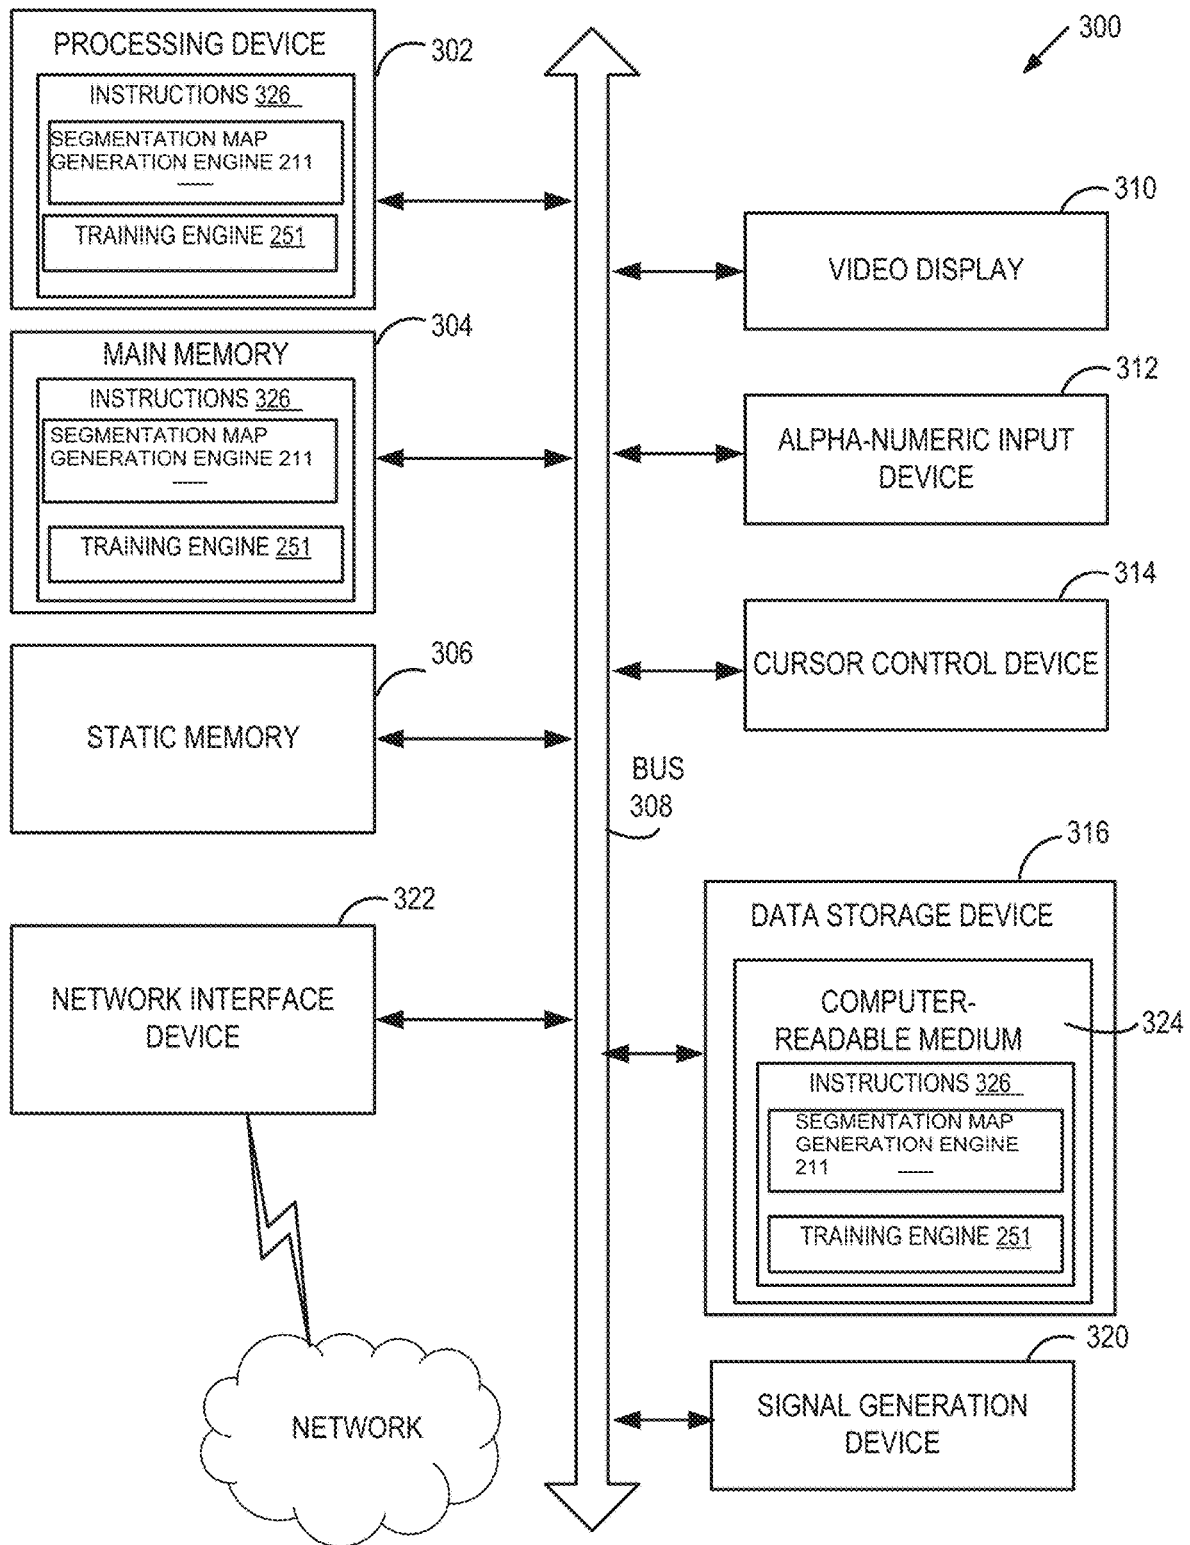 PROCESSING DEVICE
302
INSTRUCTIONS 326
SEGMENTATION MAP
GENERATION ENGINE 211
TRAINING ENGINE 251
MAIN MEMORY
304
INSTRUCTIONS 326
SEGMENTATION MAP
GENERATION ENGINE 211
TRAINING ENGINE 251
STATIC MEMORY
306
NETWORK INTERFACE
DEVICE
322
NETWORK
BUS
308
300
310
VIDEO DISPLAY
312
ALPHA-NUMERIC INPUT
DEVICE
314
CURSOR CONTROL DEVICE
316
DATA STORAGE DEVICE
COMPUTER-
READABLE MEDIUM
324
INSTRUCTIONS 326
SEGMENTATION MAP
GENERATION ENGINE
211
TRAINING ENGINE 251
320
SIGNAL GENERATION
DEVICE